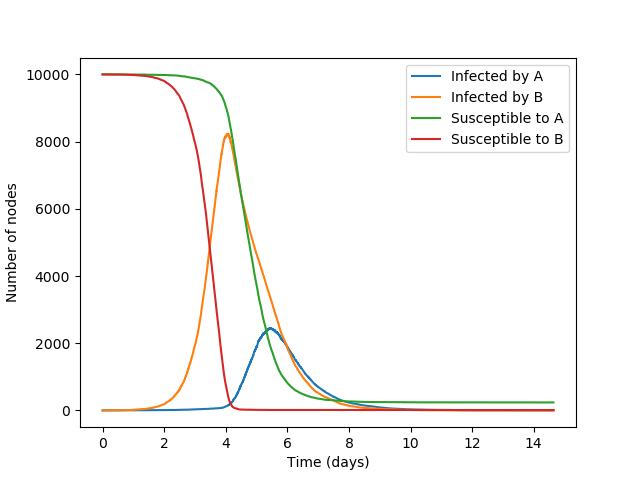 Infected by A
Infected by B
Susceptible to A
Susceptible to B
Number of nodes
10000
8000
6000
4000
2000
0
0 2 4 6 8 10 12 14
Time (days)